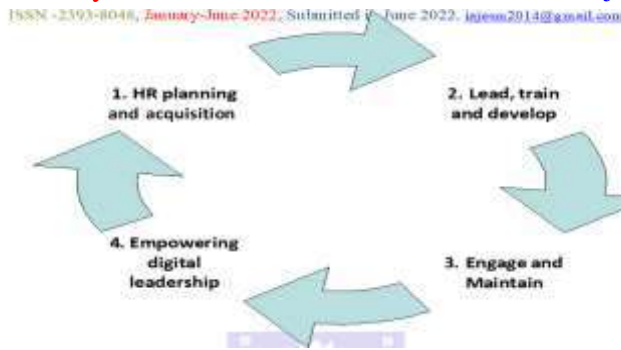 ISSN -2393-8048, January-June 2022, Submitted in June 2022, iajesm2014@gmail.com
1. HR planning
and acquisition
2. Lead, train
and develop
4. Empowering
digital
leadership
3. Engage and
Maintain